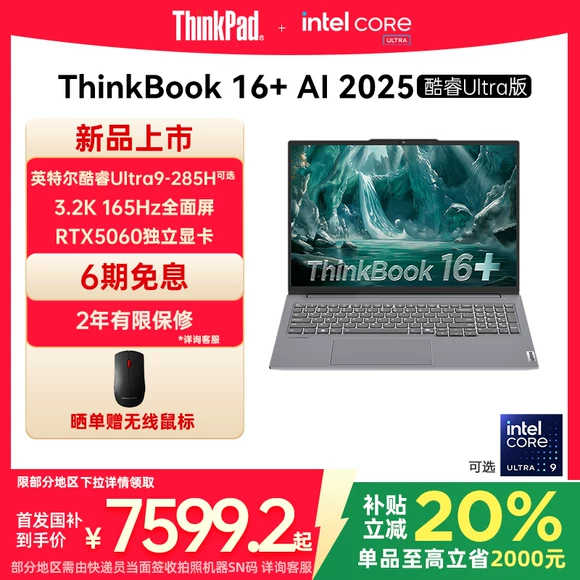 ThinkPad® + intel CORE
ULTRA
ThinkBook 16+ AI 2025 酷睿Ultra版
新品上市
英特尔酷睿Ultra9-285H可选
3.2K 165Hz全面屏
RTX5060独立显卡
6期免息
2年有限保修
*详询客服
晒单赠无线鼠标
ThinkBook 16+
Lenovo
intel
CORE
ULTRA 9
可选
限部分地区 下拉详情领取
首发国补
到手价
￥7599.2起
部分地区需由快递员当面签收拍照机器SN码 详询客服
补贴
立减
20%
单品至高立省2000元